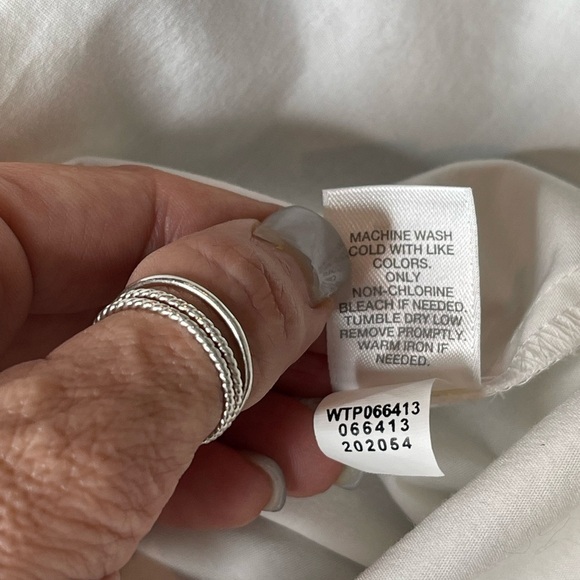 MACHINE WASH
COLD WITH LIKE
COLORS.
ONLY
NON-CHLORINE
BLEACH IF NEEDED.
TUMBLE DRY LOW
REMOVE PROMPTLY.
WARM IRON IF
NEEDED.
WTP066413
066413
202054